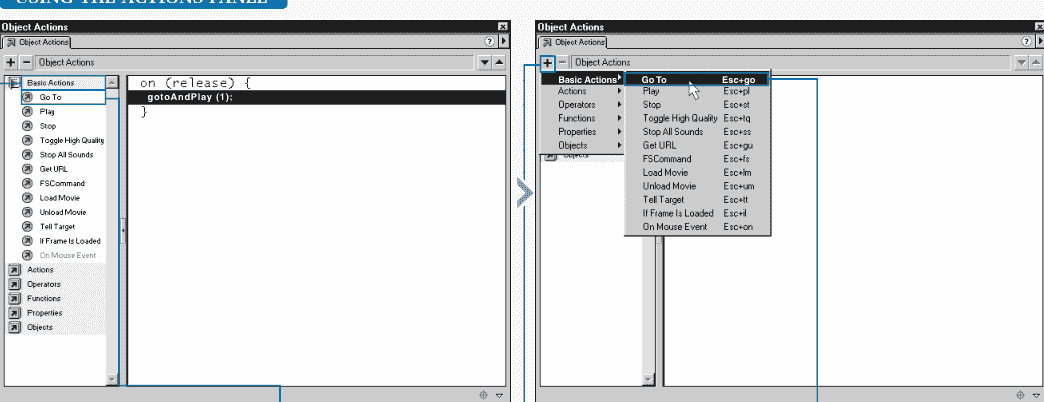 USING THE ACTIONS PANEL
Object Actions
Object Actions
Object Actions
Basic Actions
Go To
Play
Stop
Toggle High Quality
Stop All Sounds
Get URL
FSCommand
Load Movie
Unload Movie
Tell Target
If Frame Is Loaded
On Mouse Event
Actions
Operators
Functions
Properties
Objects
on (release) {
gotoAndPlay (1);
}
Object Actions
Object Actions
Object Actions
Basic Actions
Actions
Operators
Functions
Properties
Objects
Objects
Go To Esc+go
Play Esc+pl
Stop Esc+st
Toggle High Quality Esc+tq
Stop All Sounds Esc+ss
Get URL Esc+gu
FSCommand Esc+fs
Load Movie Esc+lm
Unload Movie Esc+um
Tell Target Esc+tt
If Frame Is Loaded Esc+il
On Mouse Event Esc+on